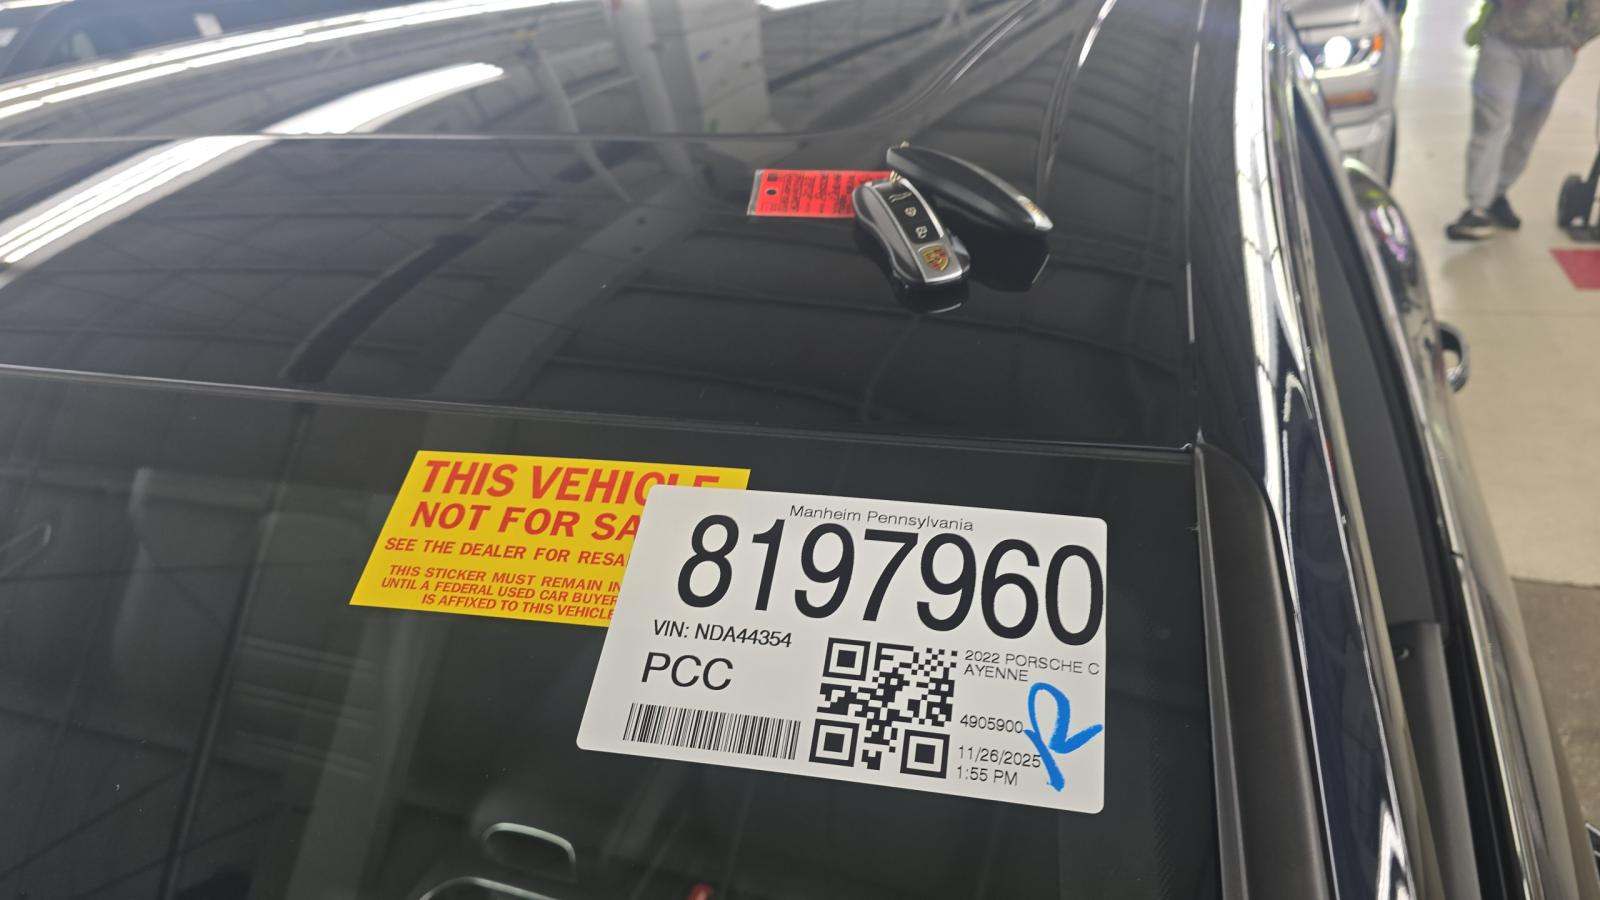 THIS VEHICLE
NOT FOR SA
SEE THE DEALER FOR RESA
THIS STICKER MUST REMAIN IN
UNTIL A FEDERAL USED CAR BUYER
IS AFFIXED TO THIS VEHICLE
Manheim Pennsylvania
8197960
VIN: NDA44354
PCC
2022 PORSCHE C
AYENNE
4905900
11/26/2025
1:55 PM
R